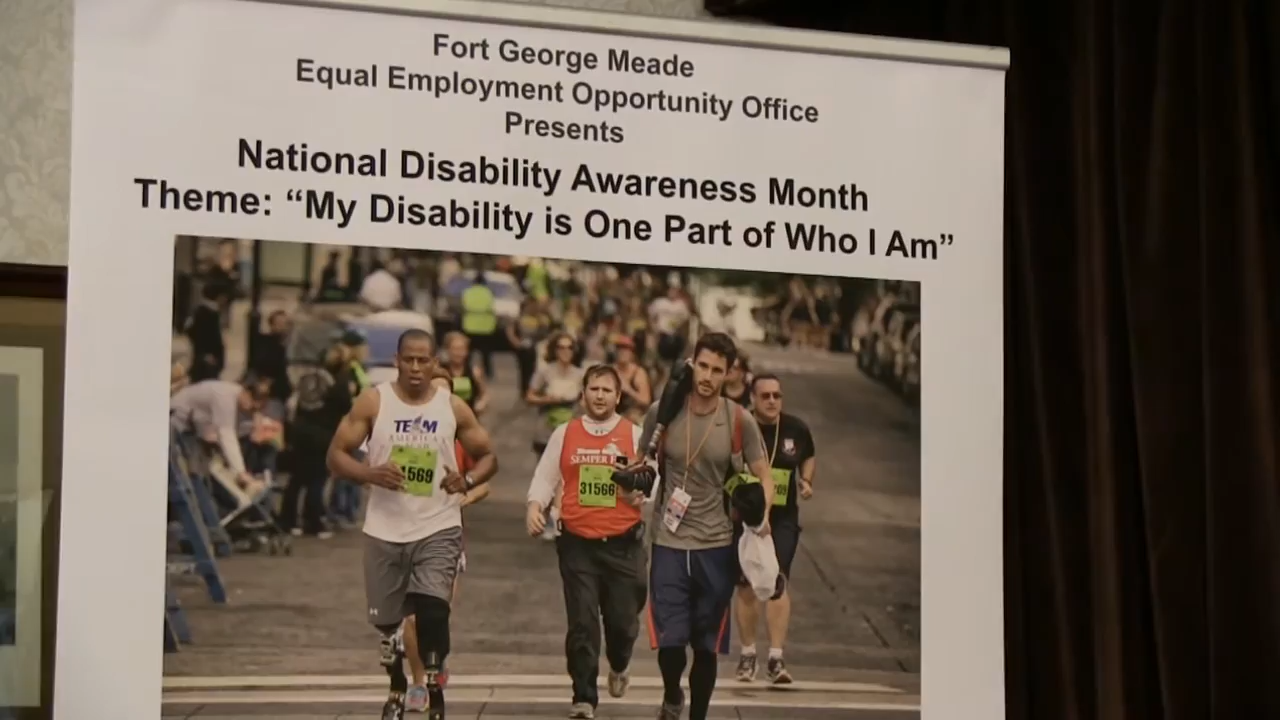 Fort George Meade
Equal Employment Opportunity Office
Presents
National Disability Awareness Month
Theme: “My Disability is One Part of Who I Am”
TEAM
AMERICA
1569
SEMPER
31566